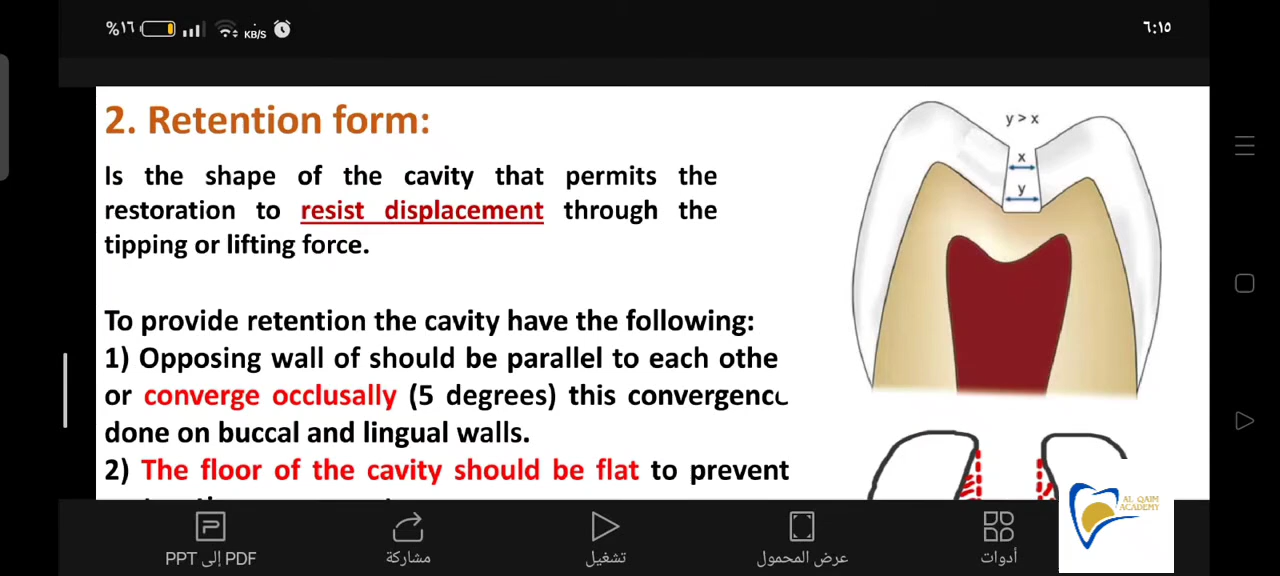 %١٦ KB/S ٦:١٥
2. Retention form:
y > x
x
y
Is the shape of the cavity that permits the
restoration to resist displacement through the
tipping or lifting force.
To provide retention the cavity have the following:
1) Opposing wall of should be parallel to each othe
or converge occlusally (5 degrees) this convergenc
done on buccal and lingual walls.
2) The floor of the cavity should be flat to prevent
PDF إلى PPT
مشاركة
تشغيل
عرض المحمول
أدوات
AL QAIM
ACADEMY